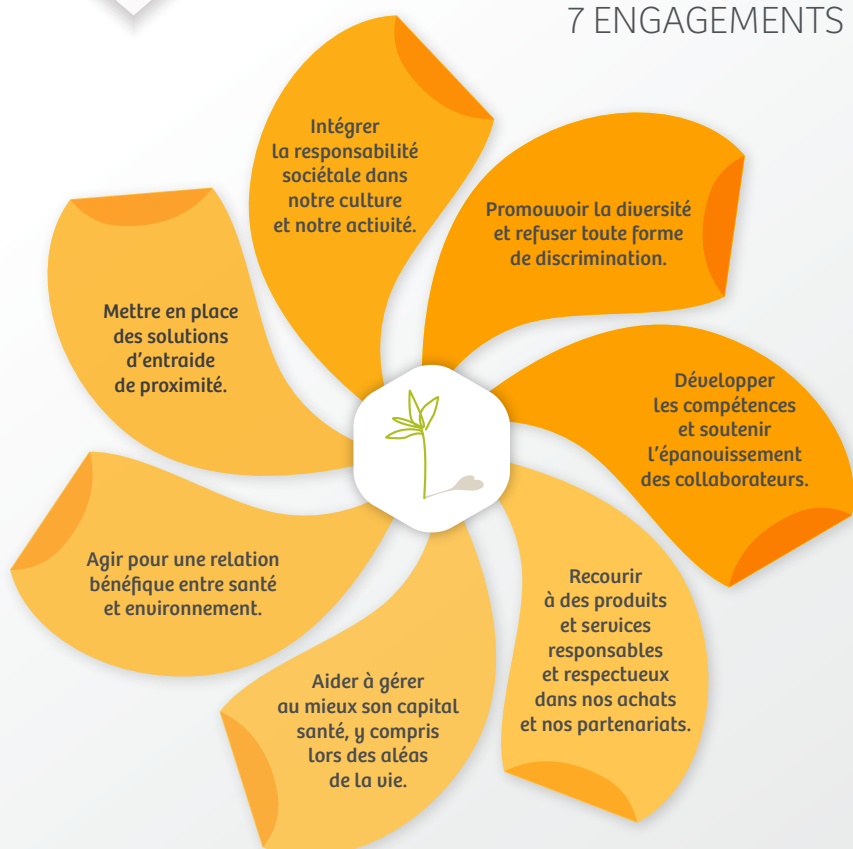 7 ENGAGEMENTS
Intégrer
la responsabilité
sociétale dans
notre culture
et notre activité.
Promouvoir la diversité
et refuser toute forme
de discrimination.
Développer
les compétences
et soutenir
l'épanouissement
des collaborateurs.
Recourir
à des produits
et services
responsables
et respectueux
dans nos achats
et nos partenariats.
Aider à gérer
au mieux son capital
santé, y compris
lors des aléas
de la vie.
Agir pour une relation
bénéfique entre santé
et environnement.
Mettre en place
des solutions
d'entraide
de proximité.